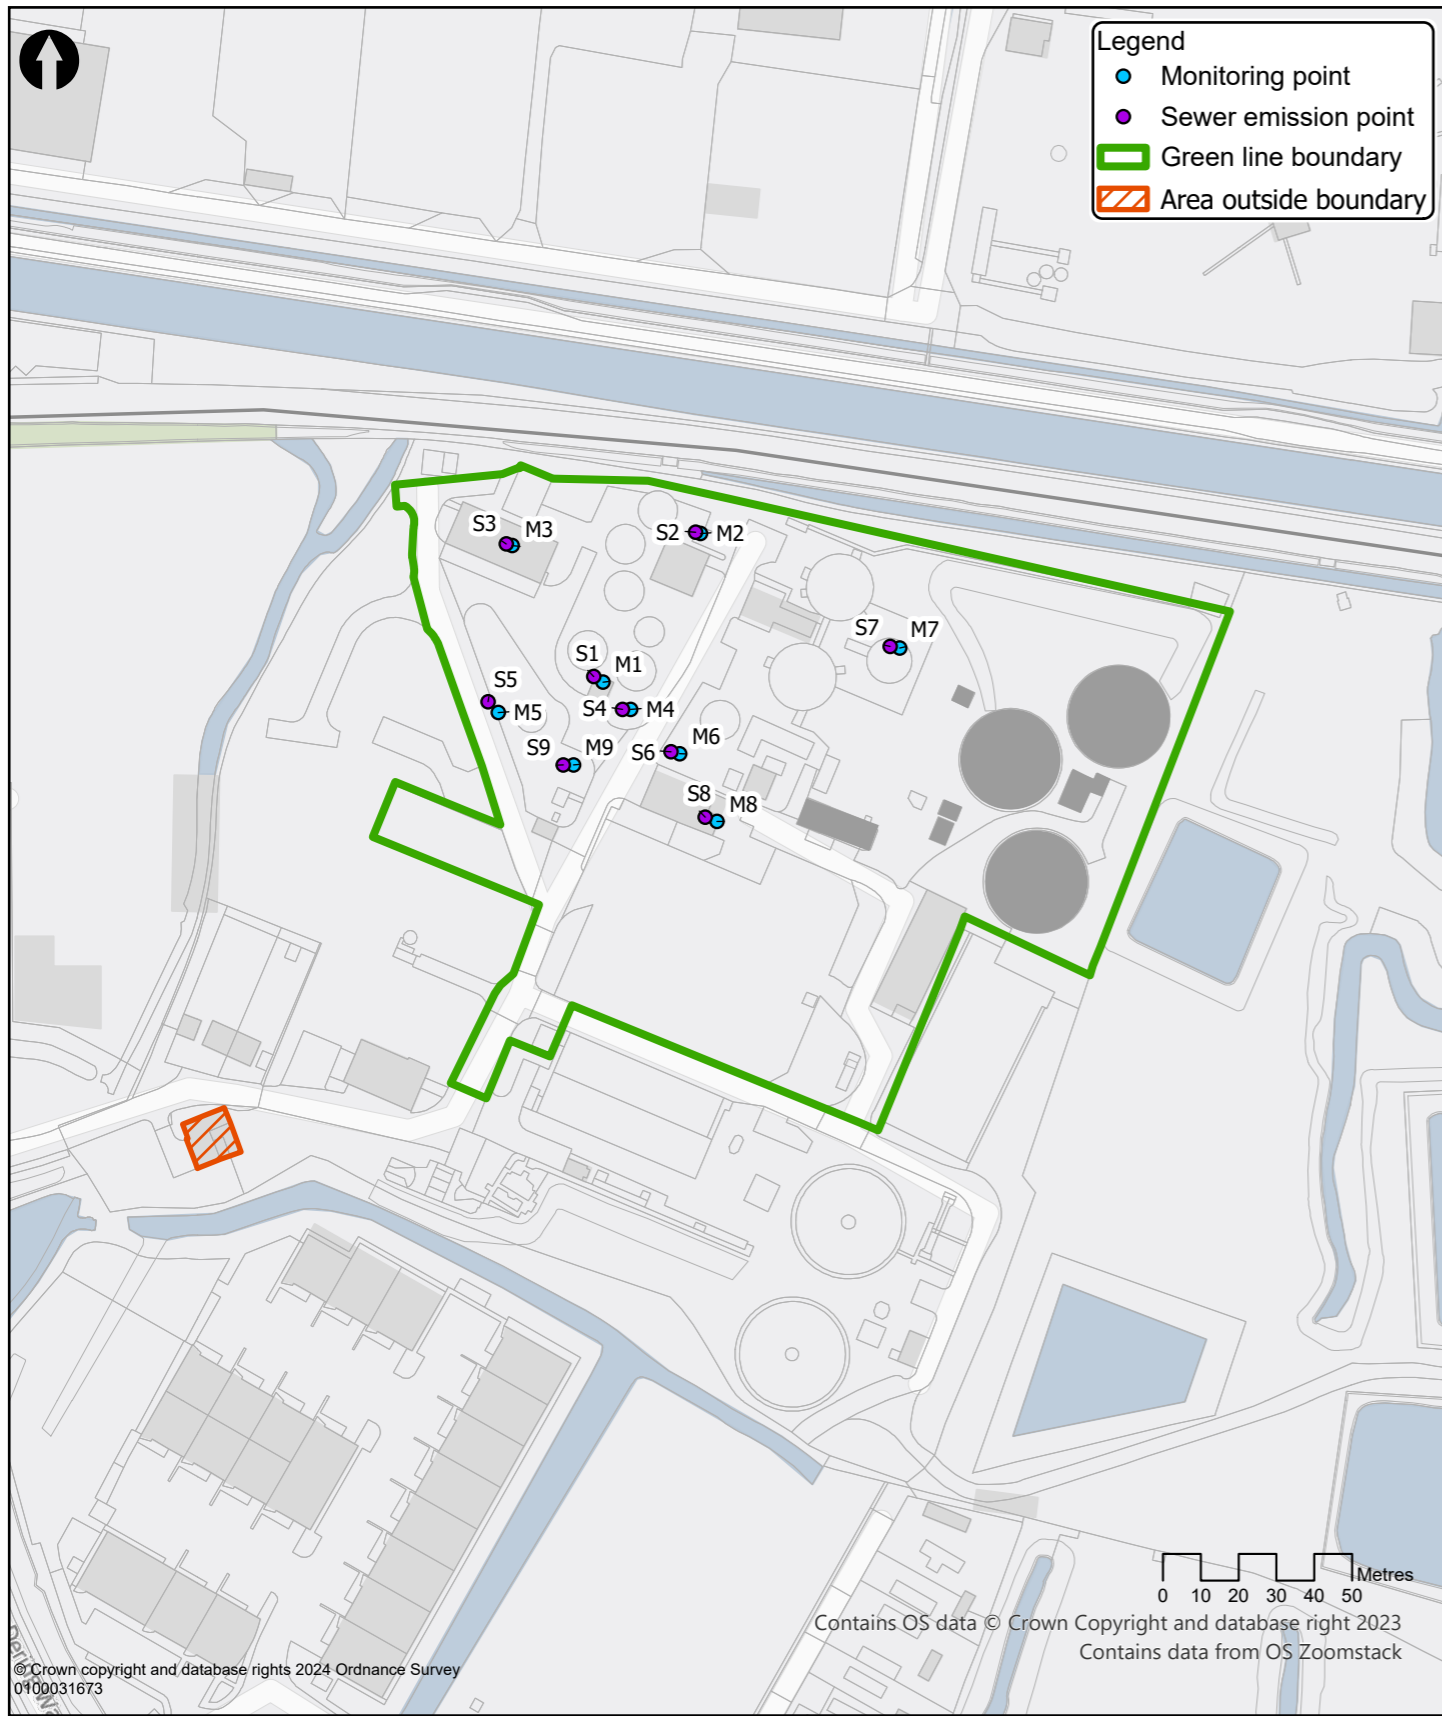 Legend
Monitoring point
Sewer emission point
Green line boundary
Area outside boundary
S3 M3
S2 M2
S7 M7
S1 M1
S5 M5
S4 M4
S6 M6
S9 M9
S8 M8
Metres
0 10 20 30 40 50
Contains OS data © Crown Copyright and database right 2023
Contains data from OS Zoomstack
© Crown copyright and database rights 2024 Ordnance Survey
0100031673